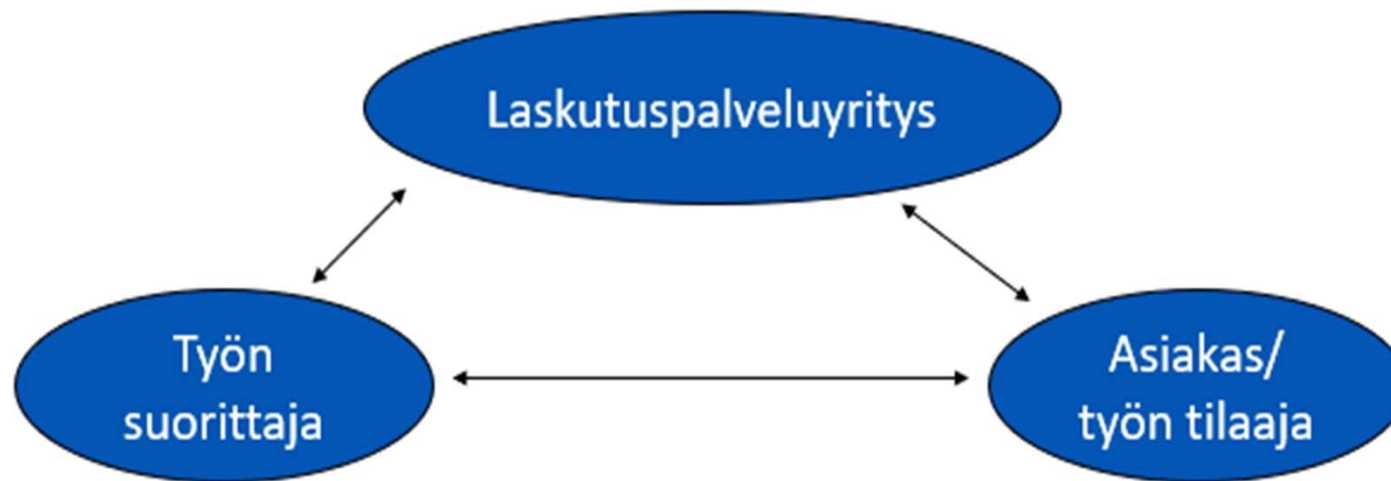 Laskutuspalveluyritys
Työn
suorittaja
Asiakas/
työn tilaaja